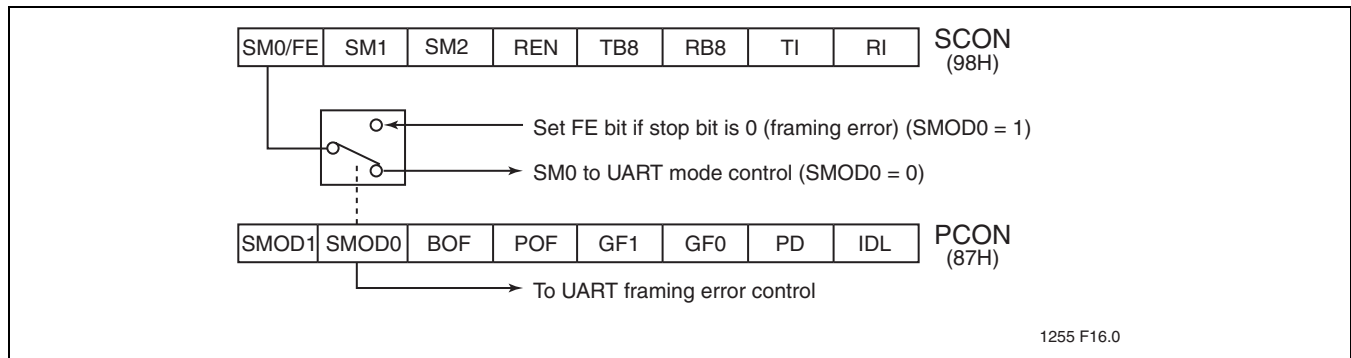 SM0/FE SM1 SM2 REN TB8 RB8 TI RI SCON
(98H)
Set FE bit if stop bit is 0 (framing error) (SMOD0 = 1)
SM0 to UART mode control (SMOD0 = 0)
SMOD1 SMOD0 BOF POF GF1 GF0 PD IDL PCON
(87H)
To UART framing error control
1255 F16.0